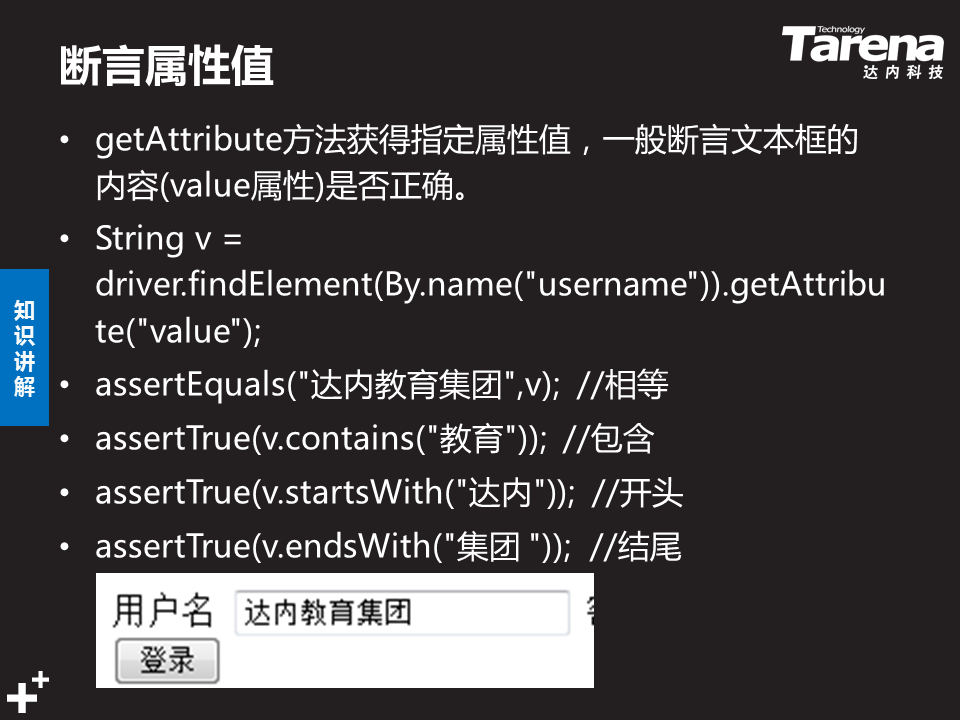 断言属性值
Technology
Tarena
达内科技
• getAttribute方法获得指定属性值，一般断言文本框的
内容(value属性)是否正确。
• String v =
driver.findElement(By.name("username")).getAttribu
te("value");
• assertEquals("达内教育集团",v); //相等
• assertTrue(v.contains("教育")); //包含
• assertTrue(v.startsWith("达内")); //开头
• assertTrue(v.endsWith("集团 ")); //结尾
知
识
讲
解
用户名 达内教育集团
登录